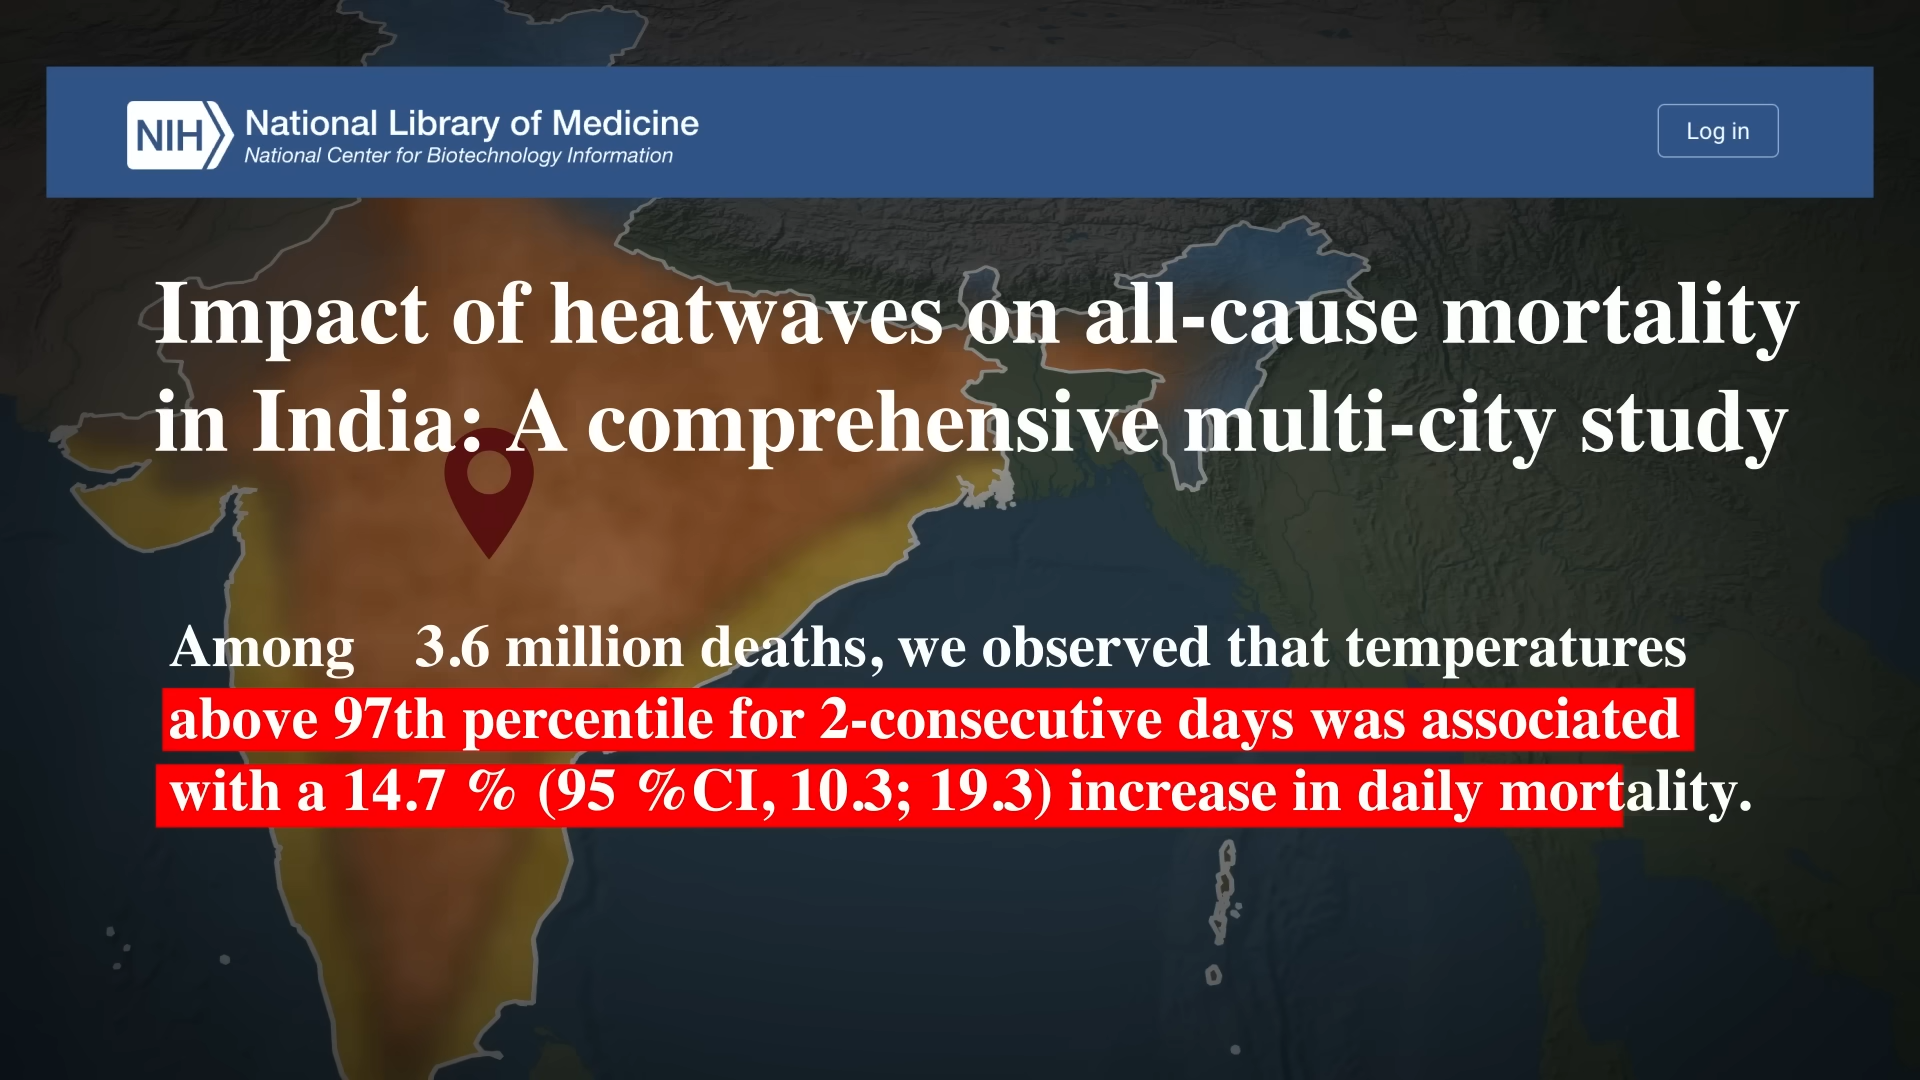 NIH National Library of Medicine
National Center for Biotechnology Information
Log in
Impact of heatwaves on all-cause mortality
in India: A comprehensive multi-city study
Among 3.6 million deaths, we observed that temperatures
above 97th percentile for 2-consecutive days was associated
with a 14.7 % (95 %CI, 10.3; 19.3) increase in daily mortality.